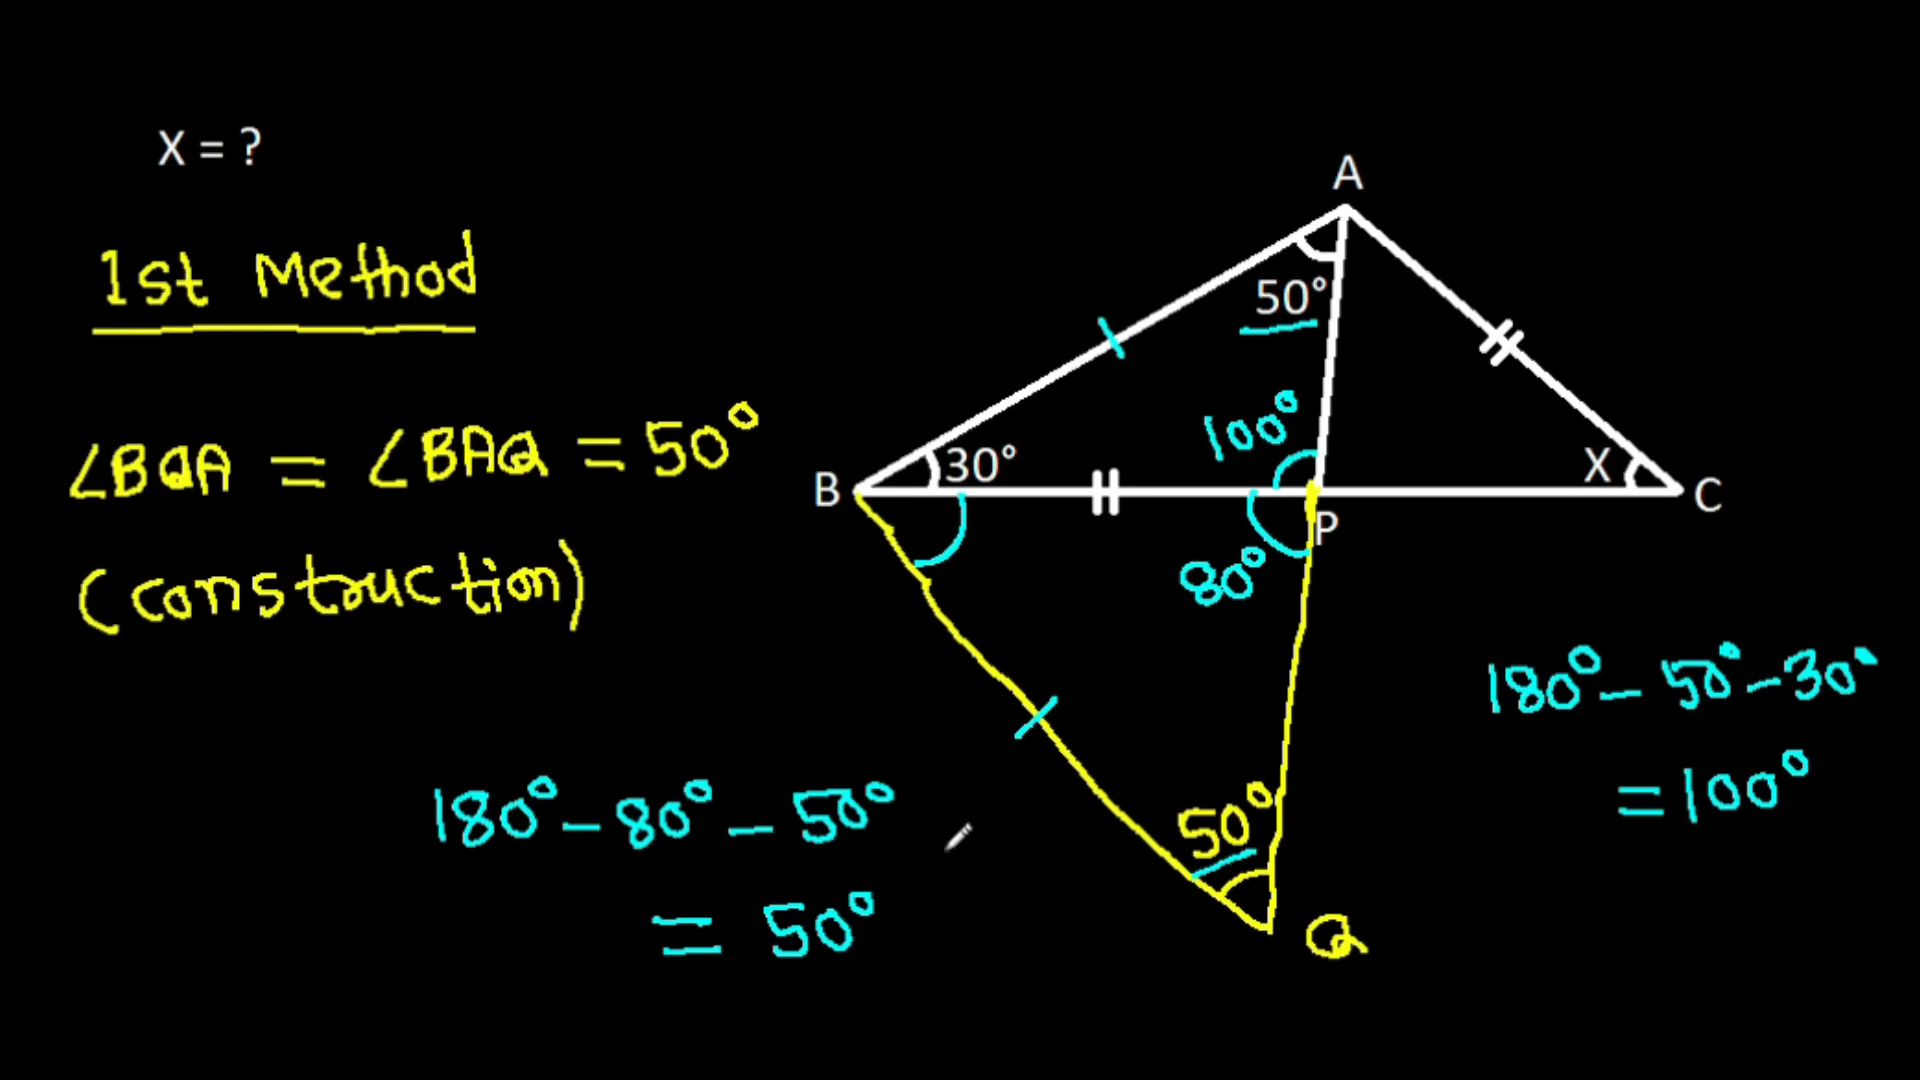 X = ?
1st Method
∠BQA = ∠BAQ = 50°
(construction)
A
50°
100°
B
30°
X
C
P
80°
180° - 50° - 30°
= 100°
180° - 80° - 50°
= 50°
50°
Q